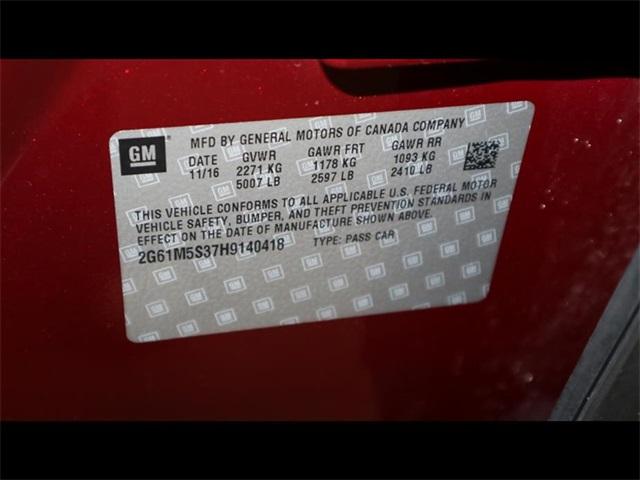 GM
MFD BY GENERAL MOTORS OF CANADA COMPANY
DATE GVWR GAWR FRT GAWR RR
11/16 2271 KG 1178 KG 1093 KG
5007 LB 2597 LB 2410 LB
THIS VEHICLE CONFORMS TO ALL APPLICABLE U.S. FEDERAL MOTOR
VEHICLE SAFETY, BUMPER, AND THEFT PREVENTION STANDARDS IN
EFFECT ON THE DATE OF MANUFACTURE SHOWN ABOVE.
2G61M5S37H9140418 TYPE: PASS CAR